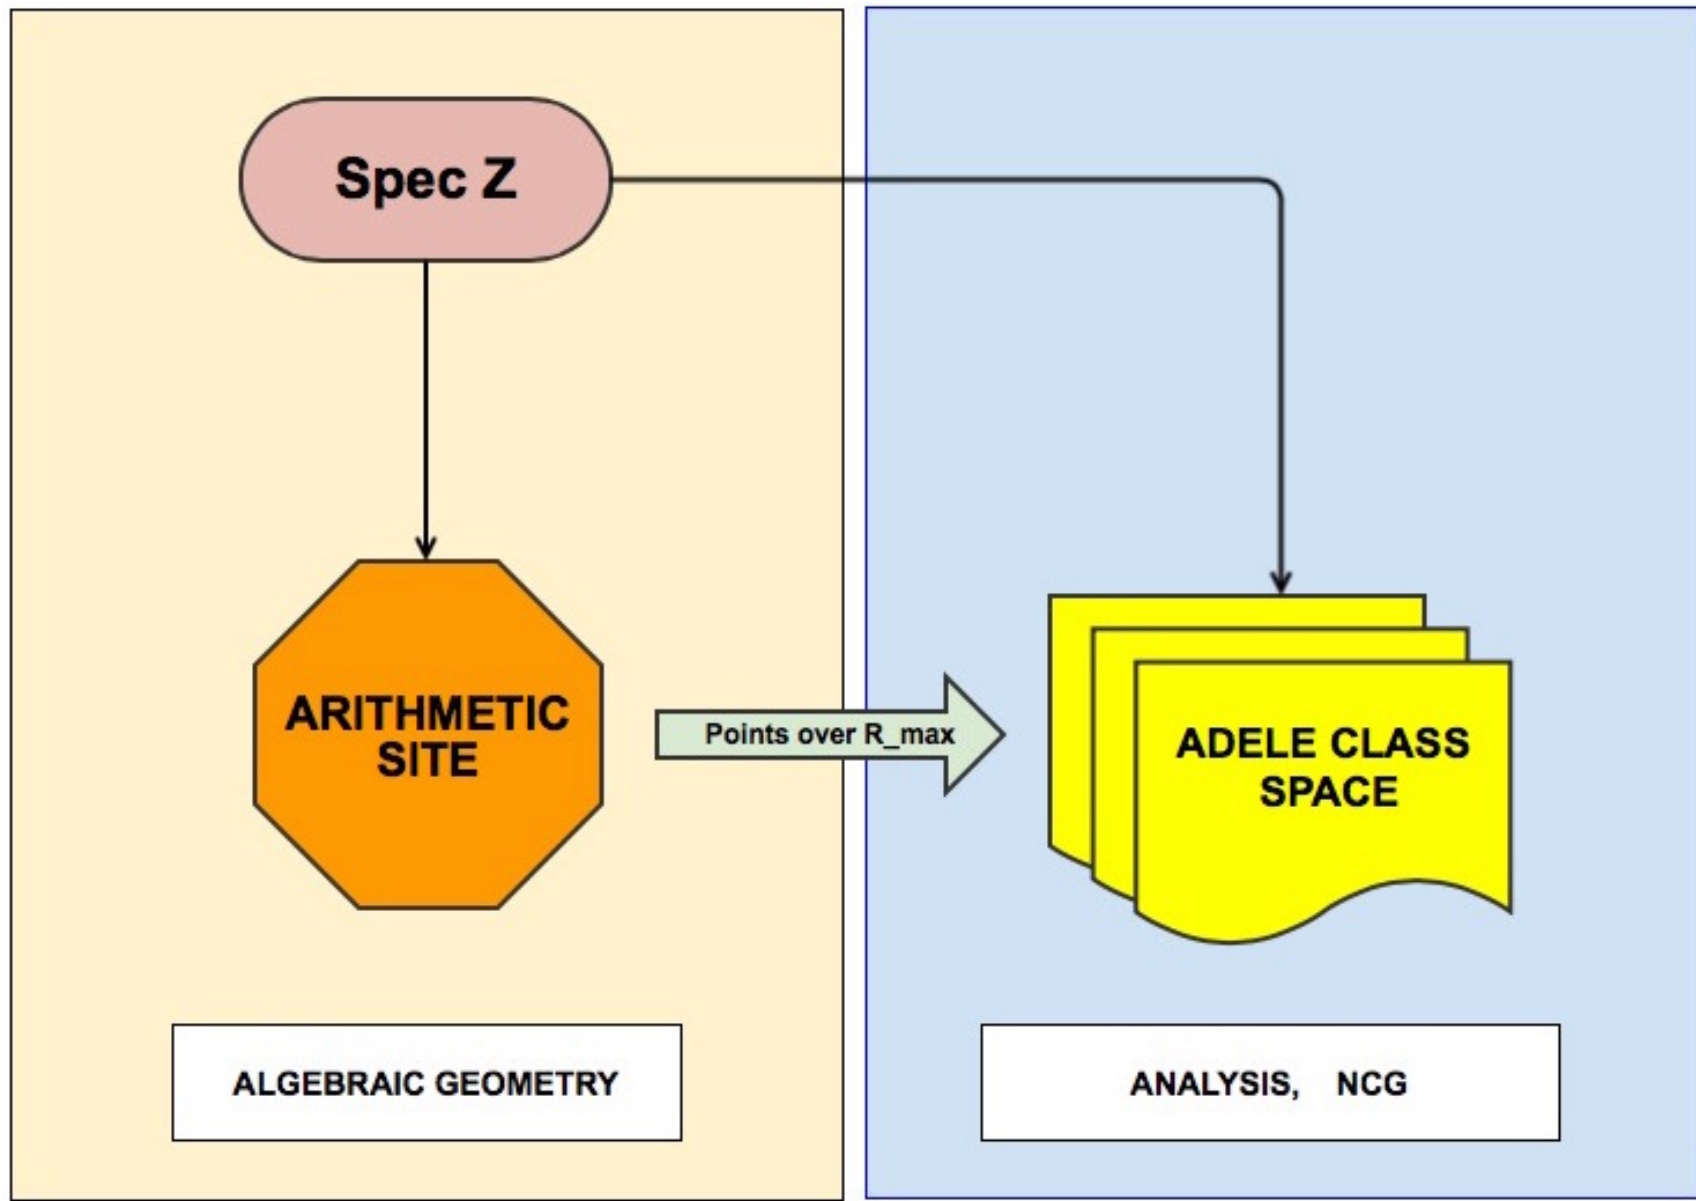 Spec Z
ARITHMETIC
SITE
Points over R_max
ADELE CLASS
SPACE
ALGEBRAIC GEOMETRY
ANALYSIS, NCG